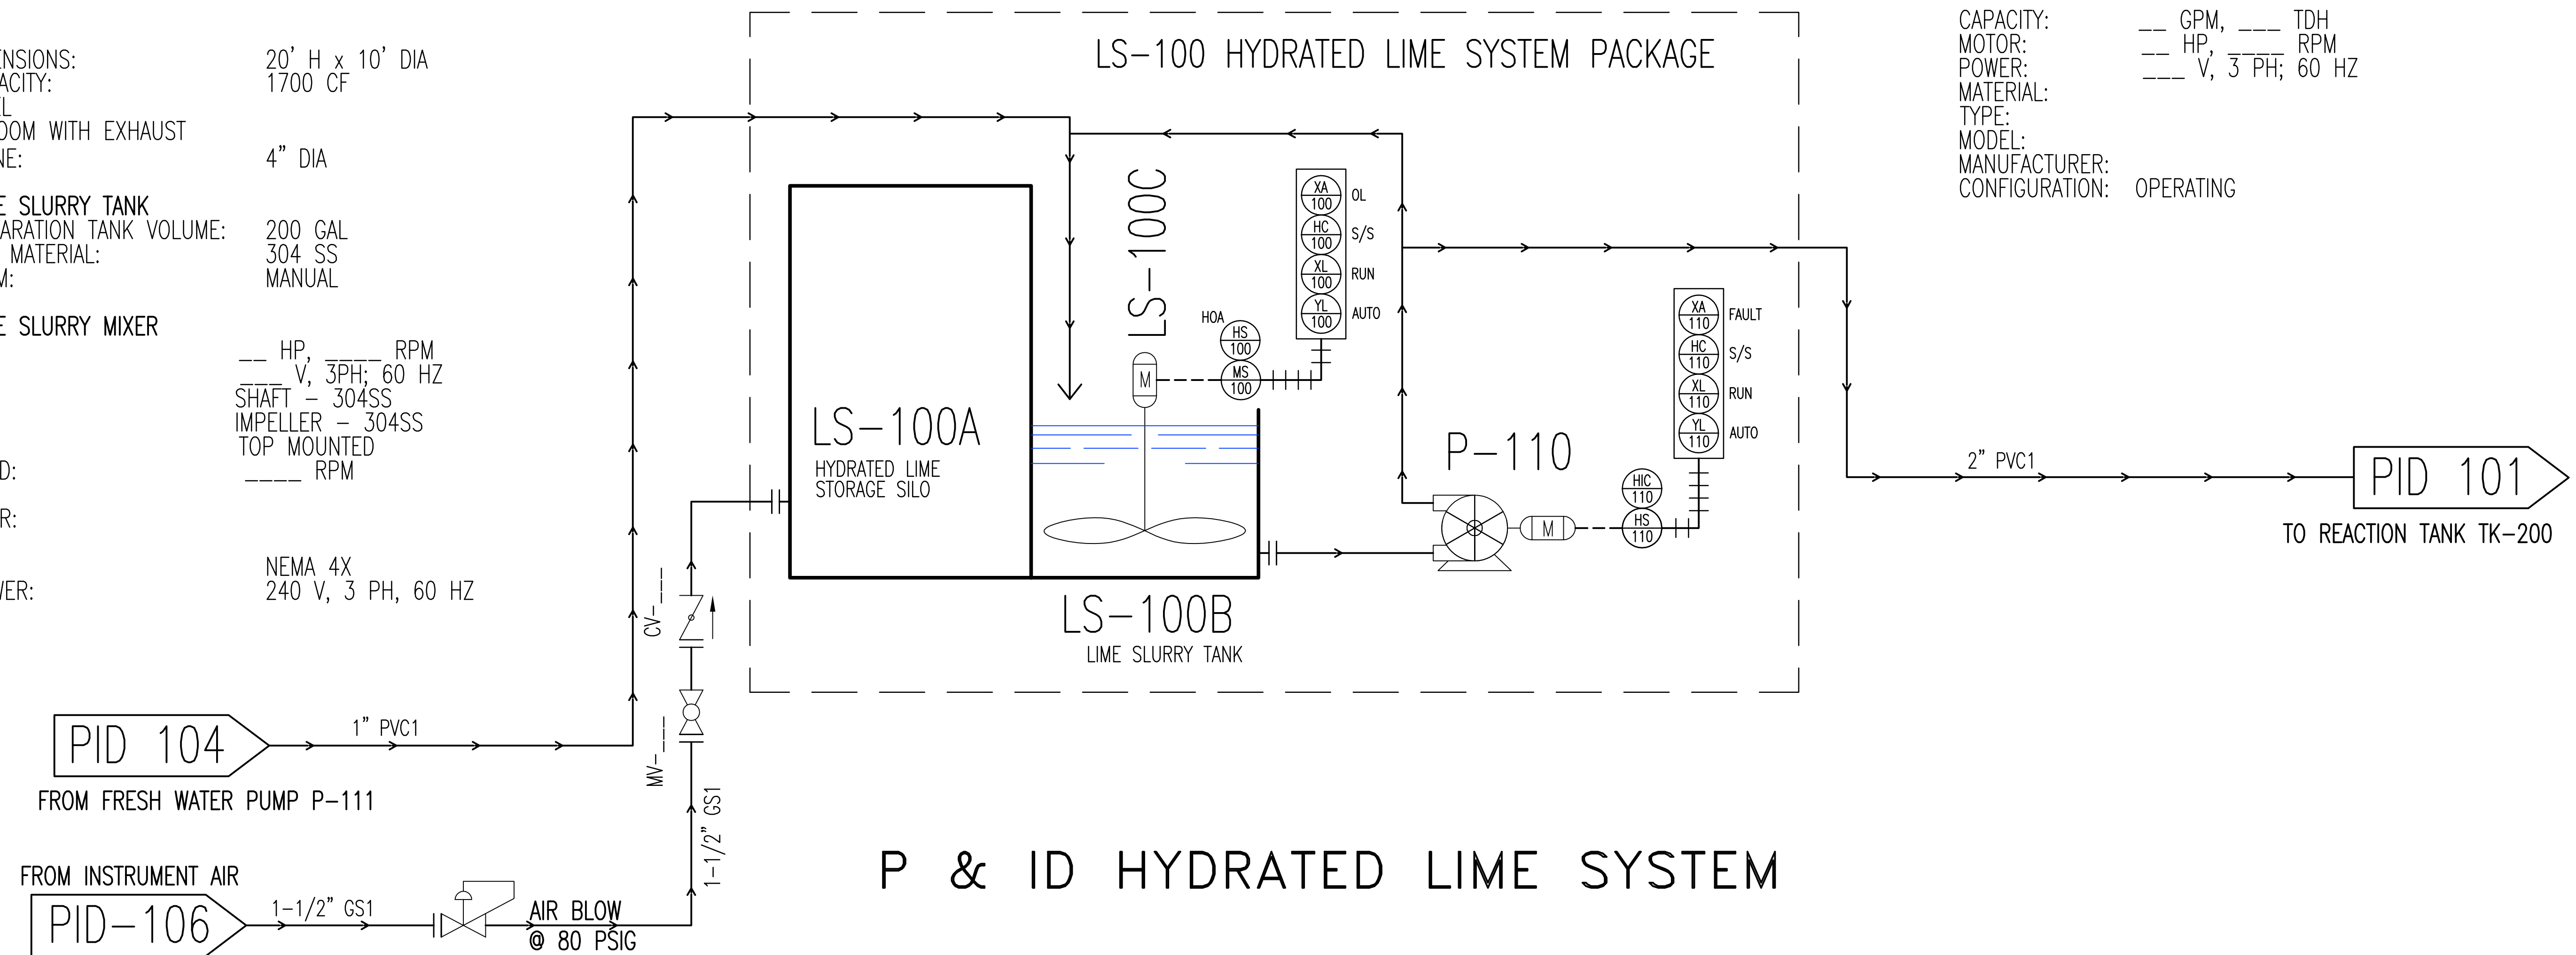 20' H x 10' DIA
1700 CF
WITH EXHAUST
4" DIA
SLURRY TANK
TANK VOLUME: 200 GAL
MATERIAL: 304 SS
MANUAL
SLURRY MIXER
__ HP, ____ RPM
___ V, 3PH; 60 HZ
SHAFT - 304SS
IMPELLER - 304SS
TOP MOUNTED
____ RPM
NEMA 4X
240 V, 3 PH, 60 HZ
LS-100 HYDRATED LIME SYSTEM PACKAGE
CAPACITY: __ GPM, ___ TDH
MOTOR: __ HP, ____ RPM
POWER: ___ V, 3 PH; 60 HZ
MATERIAL:
TYPE:
MODEL:
MANUFACTURER:
CONFIGURATION: OPERATING
LS-100C
XA 100 OL
HC 100 S/S
XL 100 RUN
YL 100 AUTO
HOA
HS 100
MS 100
M
LS-100A
HYDRATED LIME
STORAGE SILO
LS-100B
LIME SLURRY TANK
P-110
M
HIC 110
HS 110
XA 110 FAULT
HC 110 S/S
XL 110 RUN
YL 110 AUTO
2" PVC1
PID 101
TO REACTION TANK TK-200
CV-___
MV-___
1-1/2" GS1
PID 104
1" PVC1
FROM FRESH WATER PUMP P-111
FROM INSTRUMENT AIR
PID-106
1-1/2" GS1
AIR BLOW
@ 80 PSIG
P & ID HYDRATED LIME SYSTEM